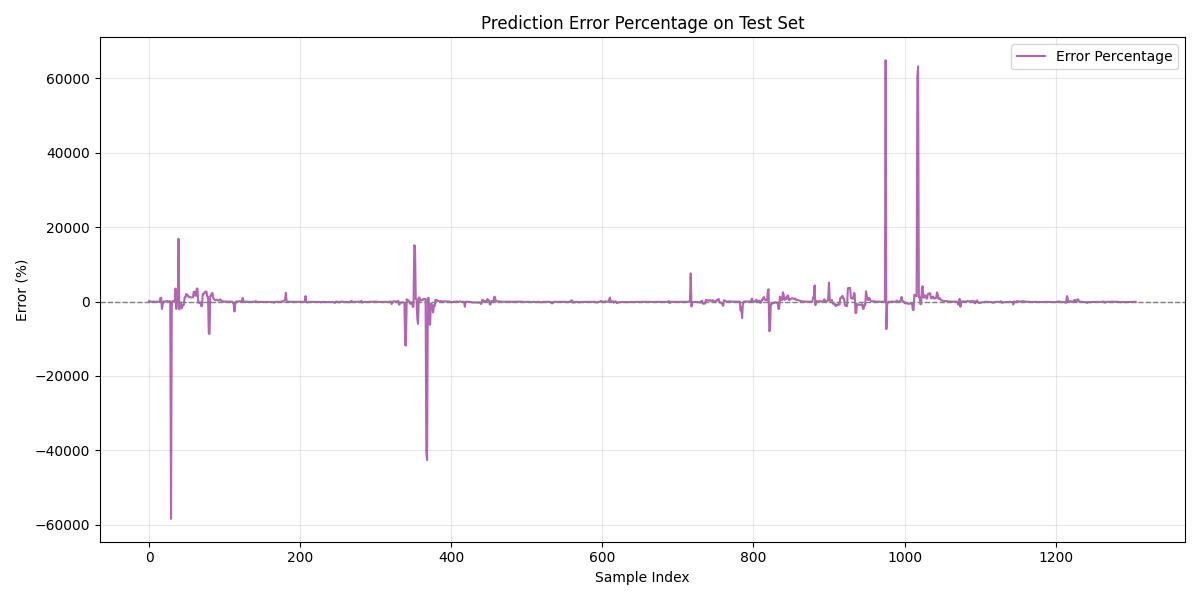 Prediction Error Percentage on Test Set
Error Percentage
60000
40000
20000
0
−20000
−40000
−60000
Error (%)
0 200 400 600 800 1000 1200
Sample Index